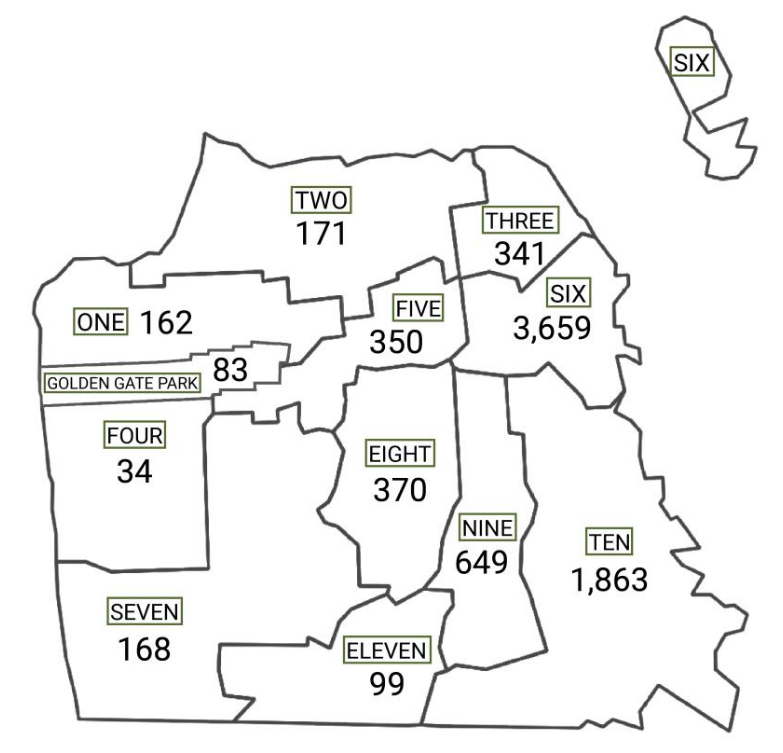 SIX
TWO
171
THREE
341
SIX
3,659
FIVE
350
ONE 162
83
GOLDEN GATE PARK
FOUR
34
EIGHT
370
NINE
649
TEN
1,863
SEVEN
168
ELEVEN
99